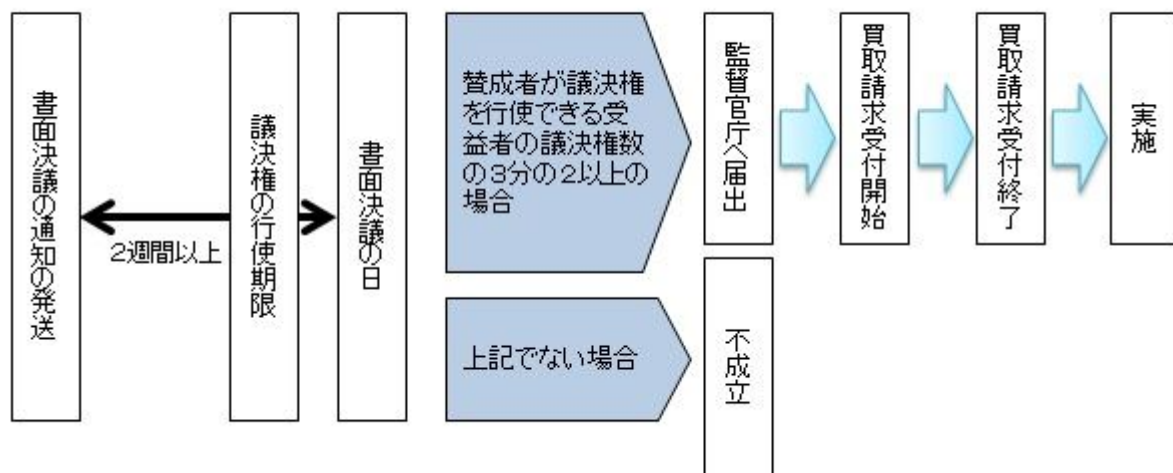 書面決議の通知の発送
2週間以上
議決権の行使期限
書面決議の日
賛成者が議決権
を行使できる受
益者の議決権数
の3分の2以上の
場合
監督官庁へ届出
買取請求受付開始
買取請求受付終了
実施
上記でない場合
不成立